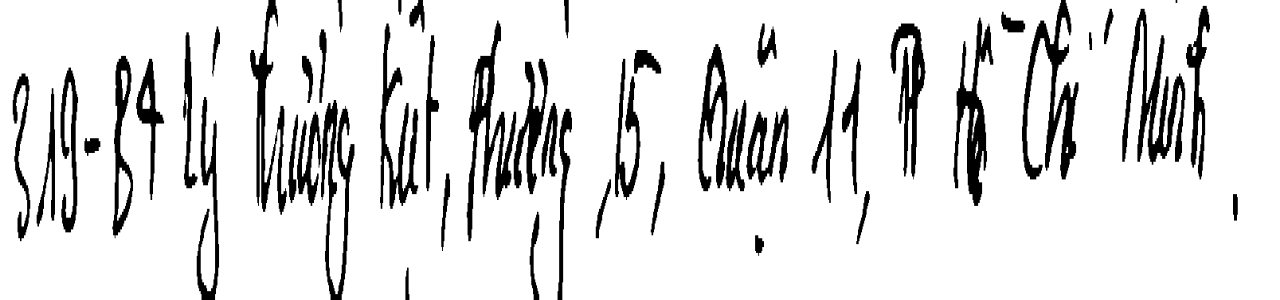 319-B4 Lý Thường Kiệt, Phường 15, Quận 11, TP Hồ Chí Minh.